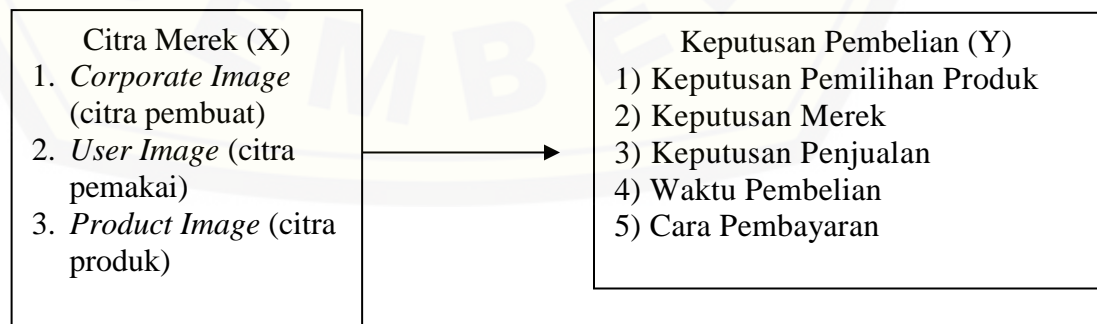 Citra Merek (X)
1. Corporate Image
(citra pembuat)
2. User Image (citra
pemakai)
3. Product Image (citra
produk)
Keputusan Pembelian (Y)
1) Keputusan Pemilihan Produk
2) Keputusan Merek
3) Keputusan Penjualan
4) Waktu Pembelian
5) Cara Pembayaran